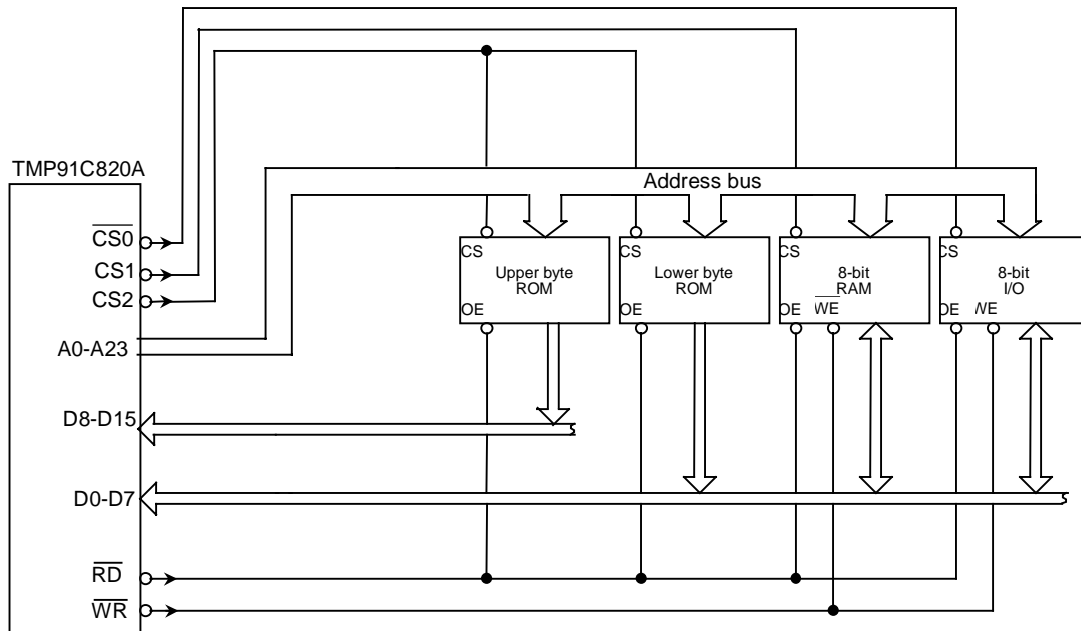 TMP91C820A
Address bus
CS0
CS1
CS2
A0-A23
D8-D15
D0-D7
RD
WR
CS
Upper byte
ROM
OE
CS
Lower byte
ROM
OE
CS
8-bit
RAM
OE WE
CS
8-bit
I/O
OE WE